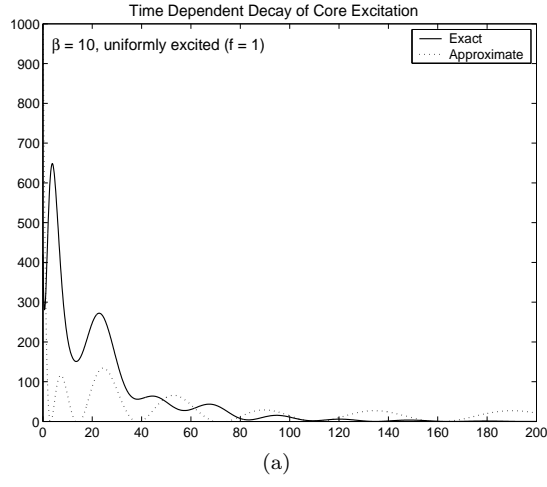 Time Dependent Decay of Core Excitation
1000
900
800
700
600
500
400
300
200
100
0
β = 10, uniformly excited (f = 1)
Exact
Approximate
0 20 40 60 80 100 120 140 160 180 200
(a)